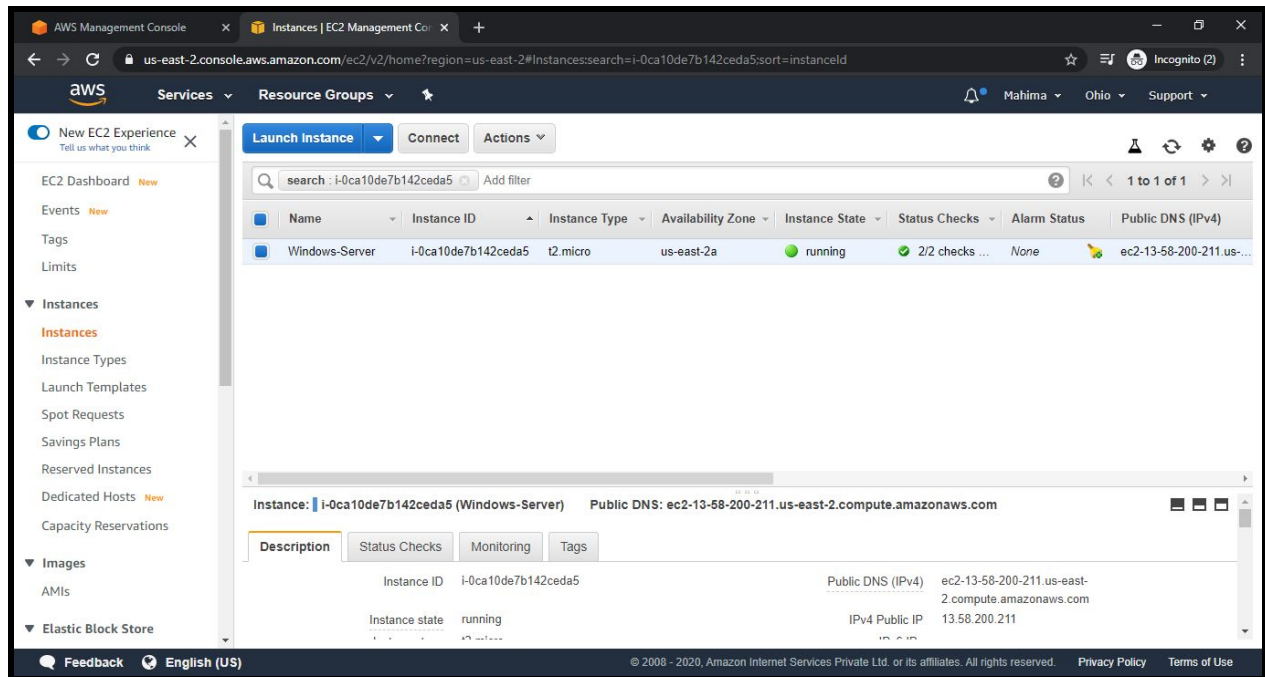 AWS Management Console
Instances | EC2 Management Con
us-east-2.console.aws.amazon.com/ec2/v2/home?region=us-east-2#Instances:search=i-0ca10de7b142ceda5;sort=instanceId
Incognito (2)
aws Services Resource Groups Mahima Ohio Support
New EC2 Experience
Tell us what you think
EC2 Dashboard New
Events New
Tags
Limits
Instances
Instances
Instance Types
Launch Templates
Spot Requests
Savings Plans
Reserved Instances
Dedicated Hosts New
Capacity Reservations
Images
AMIs
Elastic Block Store
Launch Instance Connect Actions
search : i-0ca10de7b142ceda5 Add filter 1 to 1 of 1
Name Instance ID Instance Type Availability Zone Instance State Status Checks Alarm Status Public DNS (IPv4)
Windows-Server i-0ca10de7b142ceda5 t2.micro us-east-2a running 2/2 checks ... None ec2-13-58-200-211.us-...
Instance: i-0ca10de7b142ceda5 (Windows-Server) Public DNS: ec2-13-58-200-211.us-east-2.compute.amazonaws.com
Description Status Checks Monitoring Tags
Instance ID i-0ca10de7b142ceda5 Public DNS (IPv4) ec2-13-58-200-211.us-east-
2.compute.amazonaws.com
Instance state running IPv4 Public IP 13.58.200.211
Feedback English (US) © 2008 - 2020, Amazon Internet Services Private Ltd. or its affiliates. All rights reserved. Privacy Policy Terms of Use